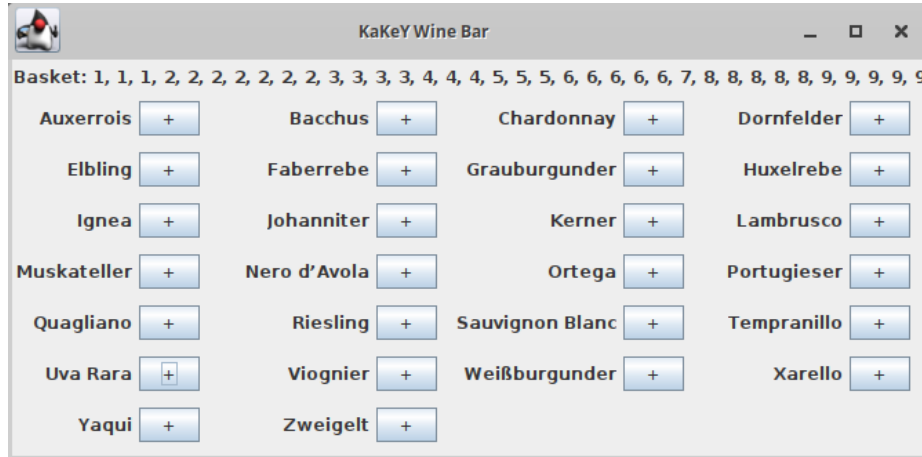 KaKeY Wine Bar
Basket: 1, 1, 1, 2, 2, 2, 2, 2, 2, 2, 3, 3, 3, 3, 4, 4, 4, 5, 5, 5, 6, 6, 6, 6, 6, 7, 8, 8, 8, 8, 8, 9, 9, 9, 9, 9
Auxerrois + Bacchus + Chardonnay + Dornfelder +
Elbling + Faberrebe + Grauburgunder + Huxelrebe +
Ignea + Johanniter + Kerner + Lambrusco +
Muskateller + Nero d’Avola + Ortega + Portugieser +
Quagliano + Riesling + Sauvignon Blanc + Tempranillo +
Uva Rara + Viognier + Weißburgunder + Xarello +
Yaqui + Zweigelt +